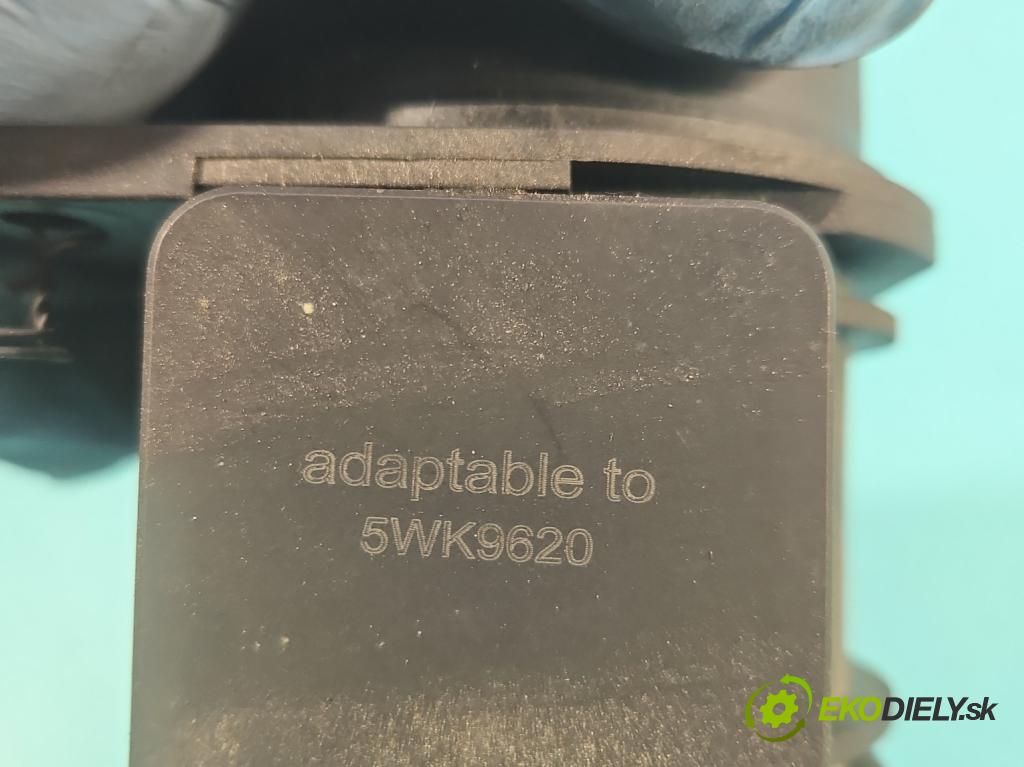 adaptable to
5WK9620
EKODIELY.sk